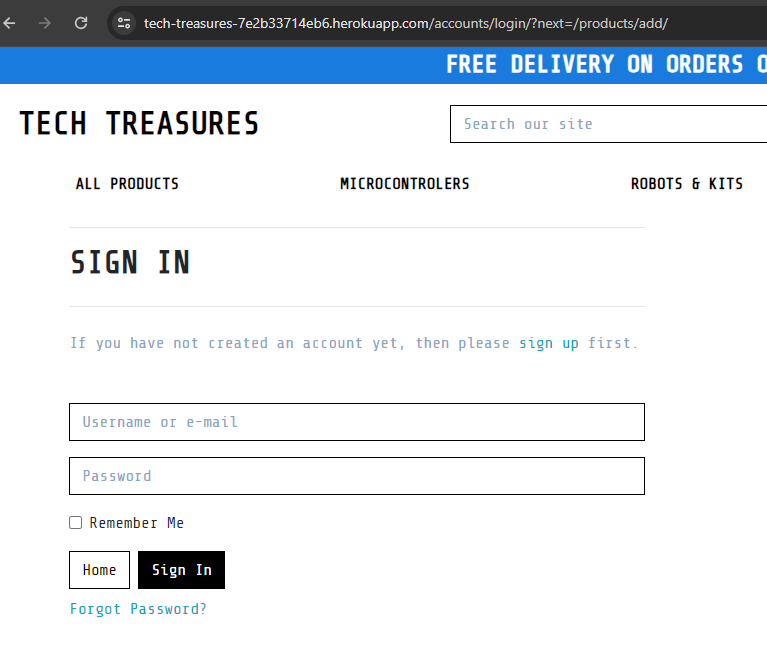 tech-treasures-7e2b33714eb6.herokuapp.com/accounts/login/?next=/products/add/
FREE DELIVERY ON ORDERS
TECH TREASURES
Search our site
ALL PRODUCTS MICROCONTROLERS ROBOTS & KITS
SIGN IN
If you have not created an account yet, then please sign up first.
Username or e-mail
Password
Remember Me
Home Sign In
Forgot Password?